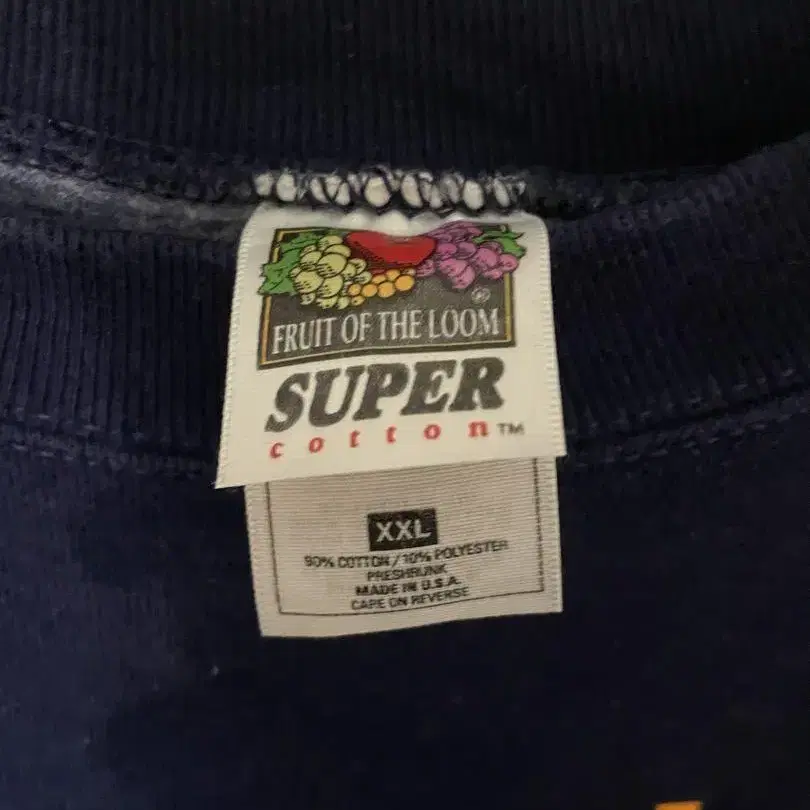 ®
FRUIT OF THE LOOM
SUPER
cotton™
XXL
90% COTTON/10% POLYESTER
PRESHRUNK
MADE IN U.S.A.
CARE ON REVERSE